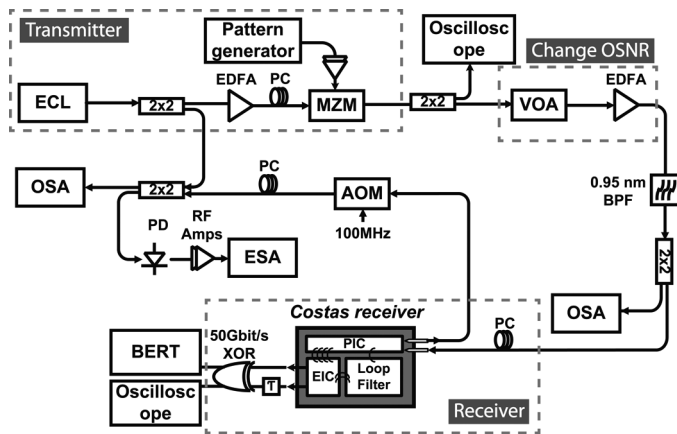 Transmitter
Pattern
generator
Oscillosc
ope
Change OSNR
EDFA
PC
EDFA
ECL
2x2
MZM
2x2
VOA
0.95 nm
BPF
OSA
2x2
PC
AOM
100MHz
PD
RF
Amps
ESA
2x2
OSA
Costas receiver
PC
50Gbit/s
XOR
BERT
PIC
EIC
Loop
Filter
τ
Oscillosc
ope
Receiver